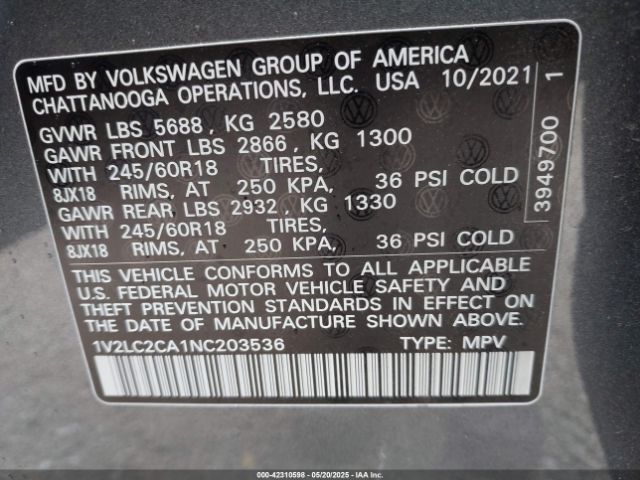 MFD BY VOLKSWAGEN GROUP OF AMERICA
CHATTANOOGA OPERATIONS, LLC. USA 10/2021
GVWR LBS 5688, KG 2580
GAWR FRONT LBS 2866, KG 1300
WITH 245/60R18 TIRES,
8JX18 RIMS, AT 250 KPA, 36 PSI COLD
GAWR REAR LBS 2932, KG 1330
WITH 245/60R18 TIRES,
8JX18 RIMS, AT 250 KPA, 36 PSI COLD
THIS VEHICLE CONFORMS TO ALL APPLICABLE
U.S. FEDERAL MOTOR VEHICLE SAFETY AND
THEFT PREVENTION STANDARDS IN EFFECT ON
THE DATE OF MANUFACTURE SHOWN ABOVE.
1V2LC2CA1NC203536 TYPE: MPV
3949700 1
000-42310598 - 05/20/2025 - IAA, Inc.